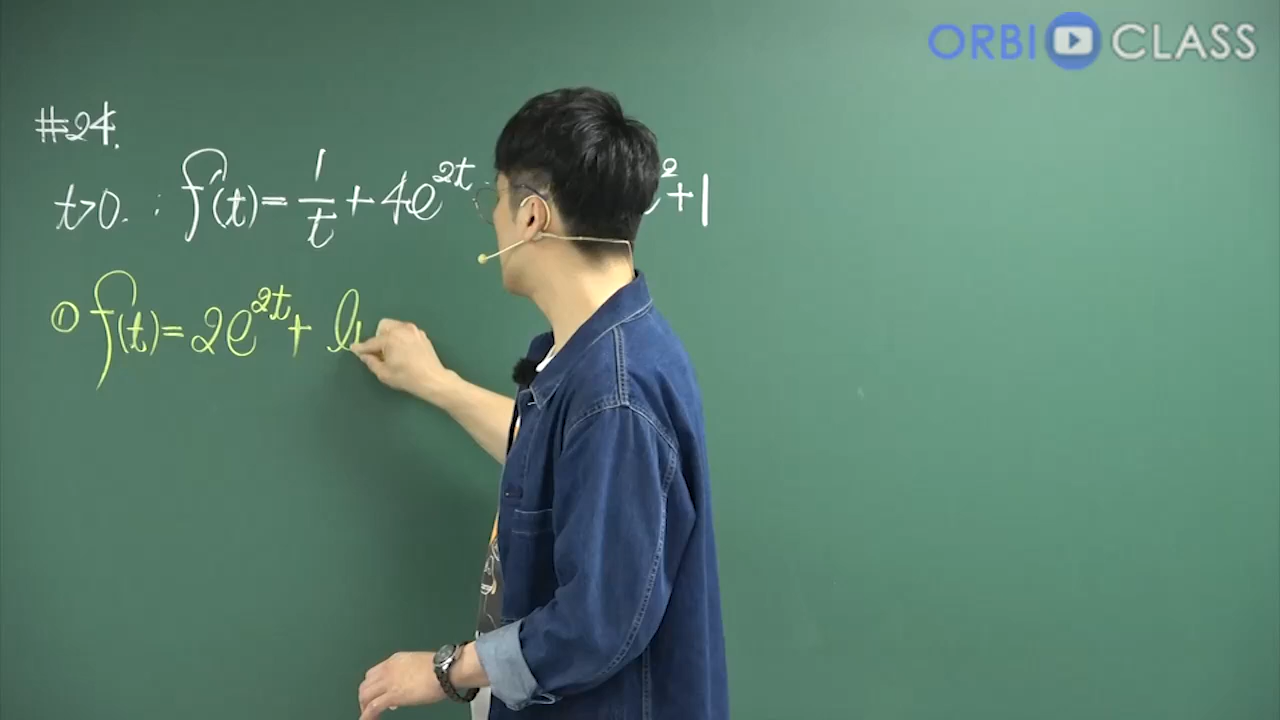 ORBI CLASS
#24.
t>0. : f'(t)= 1/t +4e^{2t} ² +1
① f(t)=2e^{2t}+ l